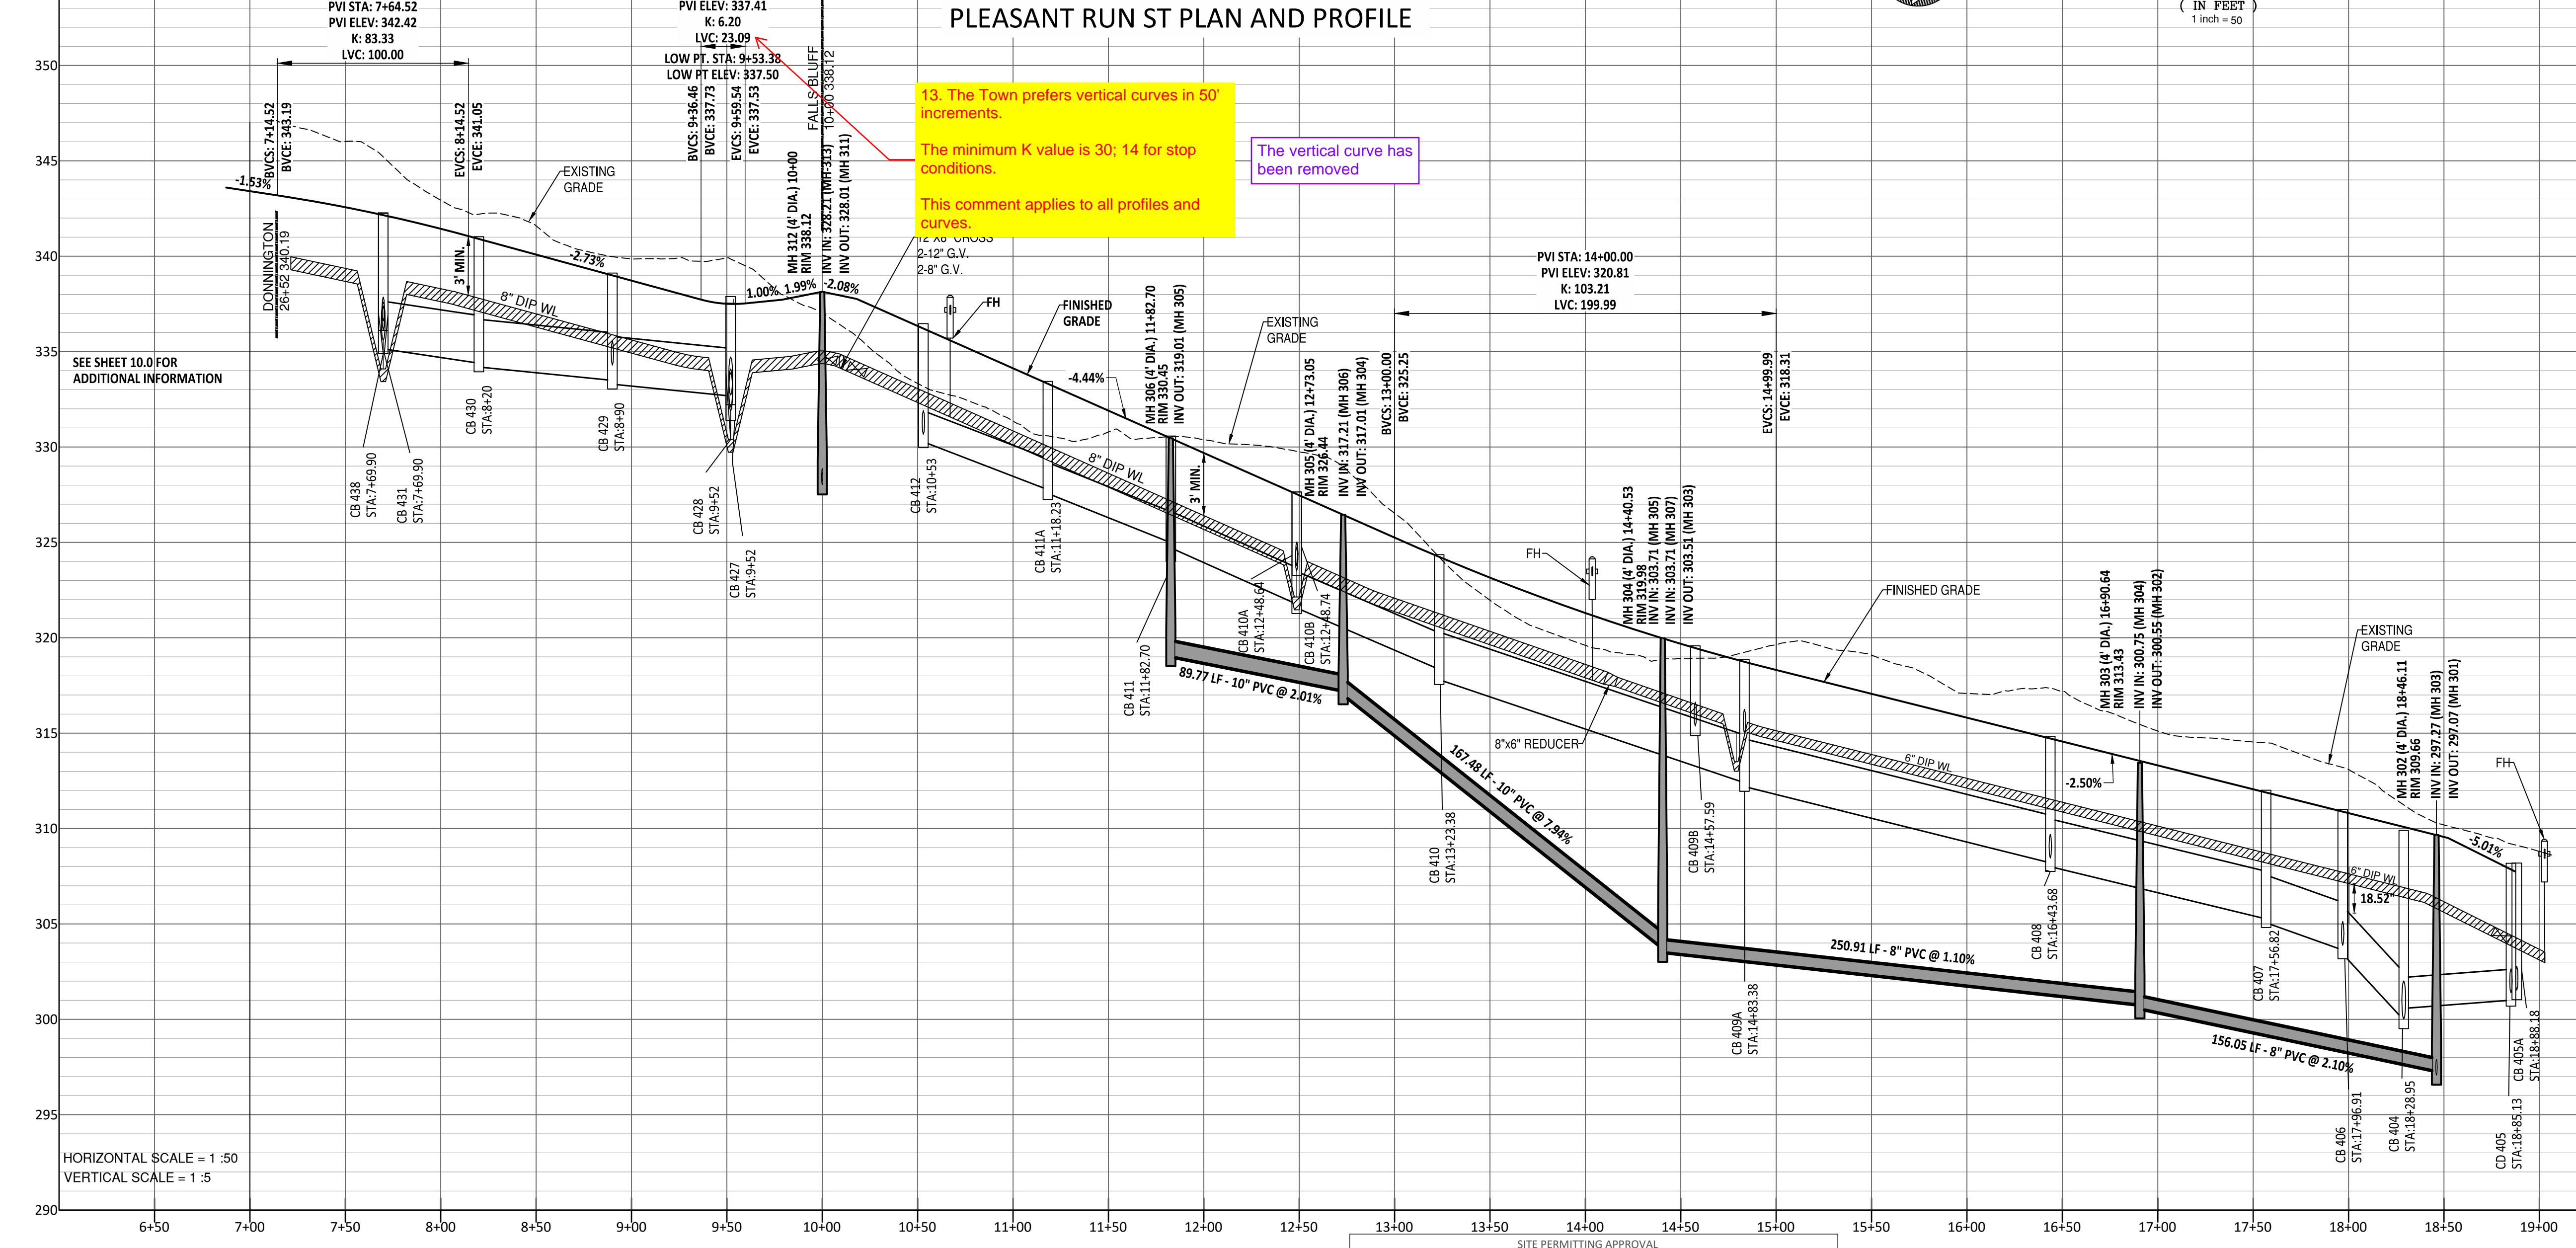 PLEASANT RUN ST PLAN AND PROFILE
( IN FEET )
1 inch = 50
PVI STA: 7+64.52
PVI ELEV: 342.42
K: 83.33
LVC: 100.00
PVI ELEV: 337.41
K: 6.20
LVC: 23.09
LOW PT. STA: 9+53.38
LOW PT ELEV: 337.50
BVCS: 7+14.52
BVCE: 343.19
EVCS: 8+14.52
EVCE: 341.05
BVCS: 9+36.46
BVCE: 337.73
EVCS: 9+59.54
EVCE: 337.53
FALLS BLUFF
10+00 338.12
13. The Town prefers vertical curves in 50'
increments.
The minimum K value is 30; 14 for stop
conditions.
This comment applies to all profiles and
curves.
The vertical curve has
been removed
12"X8" CROSS
2-12" G.V.
2-8" G.V.
MH 312 (4' DIA.) 10+00
RIM 338.12
INV IN: 328.21 (MH-313)
INV OUT: 328.01 (MH 311)
-1.53%
EXISTING
GRADE
DONNINGTON
26+52 340.19
3' MIN.
-2.73%
8" DIP WL
1.00%
1.99%
-2.08%
SEE SHEET 10.0 FOR
ADDITIONAL INFORMATION
CB 438
STA:7+69.90
CB 431
STA:7+69.90
CB 430
STA:8+20
CB 429
STA:8+90
CB 428
STA:9+52
CB 427
STA:9+52
CB 412
STA:10+53
FH
FINISHED
GRADE
-4.44%
CB 411A
STA:11+18.23
8" DIP WL
MH 306 (4' DIA.) 11+82.70
RIM 330.45
INV OUT: 319.01 (MH 305)
3' MIN.
EXISTING
GRADE
CB 411
STA:11+82.70
89.77 LF - 10" PVC @ 2.01%
CB 410A
STA:12+48.64
CB 410B
STA:12+48.74
MH 305 (4' DIA.) 12+73.05
RIM 326.44
INV IN: 317.21 (MH 306)
INV OUT: 317.01 (MH 304)
BVCS: 13+00.00
BVCE: 325.25
PVI STA: 14+00.00
PVI ELEV: 320.81
K: 103.21
LVC: 199.99
EVCS: 14+99.99
EVCE: 318.31
167.48 LF - 10" PVC @ 7.94%
CB 410
STA:13+23.38
FH
8"x6" REDUCER
MH 304 (4' DIA.) 14+40.53
RIM 319.98
INV IN: 303.71 (MH 305)
INV IN: 303.71 (MH 307)
INV OUT: 303.51 (MH 303)
CB 409B
STA:14+57.59
CB 409A
STA:14+83.38
FINISHED GRADE
6" DIP WL
250.91 LF - 8" PVC @ 1.10%
CB 408
STA:16+43.68
-2.50%
MH 303 (4' DIA.) 16+90.64
RIM 313.43
INV IN: 300.75 (MH 304)
INV OUT: 300.55 (MH 302)
CB 407
STA:17+56.82
EXISTING
GRADE
6" DIP WL
18.52"
156.05 LF - 8" PVC @ 2.10%
CB 406
STA:17+96.91
CB 404
STA:18+28.95
MH 302 (4' DIA.) 18+46.11
RIM 309.66
INV IN: 297.27 (MH 303)
INV OUT: 297.07 (MH 301)
-5.01%
FH
CD 405
STA:18+85.13
CB 405A
STA:18+88.18
350
345
340
335
330
325
320
315
310
305
300
295
290
HORIZONTAL SCALE = 1 :50
VERTICAL SCALE = 1 :5
6+50 7+00 7+50 8+00 8+50 9+00 9+50 10+00 10+50 11+00 11+50 12+00 12+50 13+00 13+50 14+00 14+50 15+00 15+50 16+00 16+50 17+00 17+50 18+00 18+50 19+00
SITE PERMITTING APPROVAL